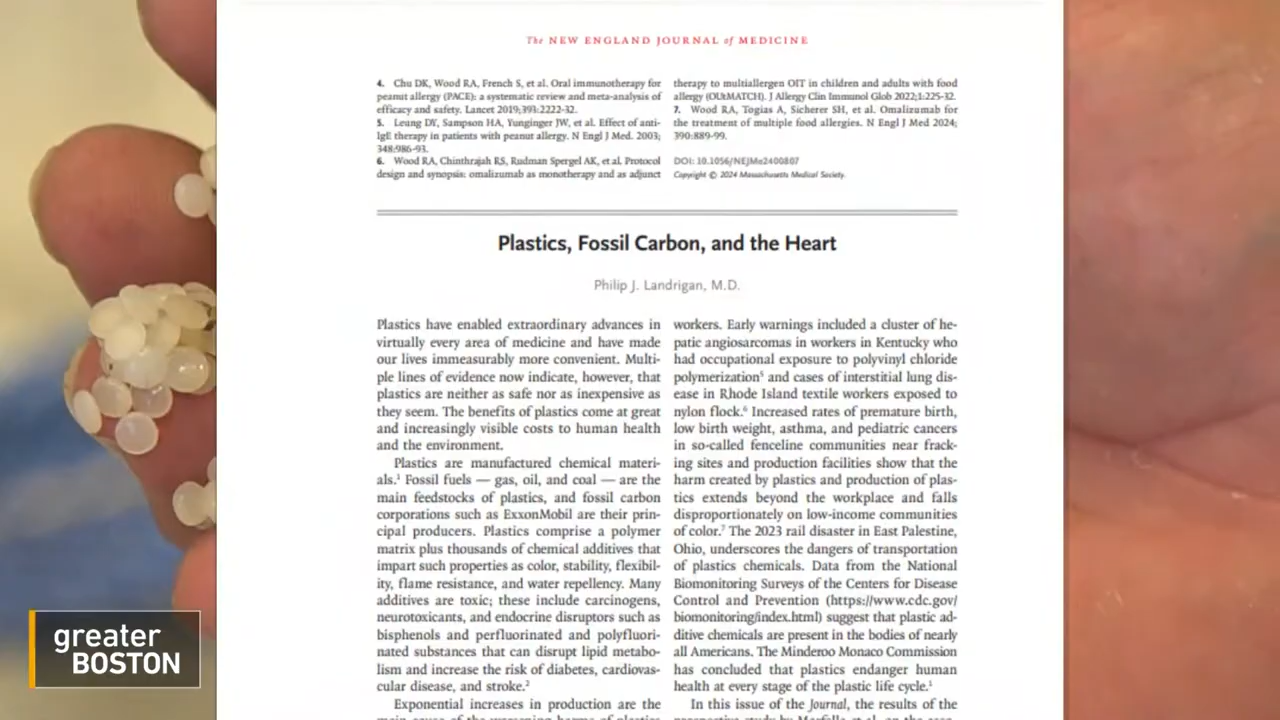 The NEW ENGLAND JOURNAL of MEDICINE
4. Chu DK, Wood RA, French S, et al. Oral immunotherapy for
peanut allergy (PACE): a systematic review and meta-analysis of
efficacy and safety. Lancet 2019;393:2222-32.
5. Leung DY, Sampson HA, Yunginger JW, et al. Effect of anti-
IgE therapy in patients with peanut allergy. N Engl J Med. 2003;
348:986-93.
6. Wood RA, Chinthrajah RS, Rudman Spergel AK, et al. Protocol
design and synopsis: omalizumab as monotherapy and as adjunct
therapy to multiallergen OIT in children and adults with food
allergy (OUtMATCH). J Allergy Clin Immunol Glob 2022;1:225-32.
7. Wood RA, Togias A, Sicherer SH, et al. Omalizumab for
the treatment of multiple food allergies. N Engl J Med 2024;
390:889-99.
DOI: 10.1056/NEJMe2400807
Copyright © 2024 Massachusetts Medical Society.
Plastics, Fossil Carbon, and the Heart
Philip J. Landrigan, M.D.
Plastics have enabled extraordinary advances in
virtually every area of medicine and have made
our lives immeasurably more convenient. Multi-
ple lines of evidence now indicate, however, that
plastics are neither as safe nor as inexpensive as
they seem. The benefits of plastics come at great
and increasingly visible costs to human health
and the environment.
Plastics are manufactured chemical materi-
als.¹ Fossil fuels — gas, oil, and coal — are the
main feedstocks of plastics, and fossil carbon
corporations such as ExxonMobil are their prin-
cipal producers. Plastics comprise a polymer
matrix plus thousands of chemical additives that
impart such properties as color, stability, flexibil-
ity, flame resistance, and water repellency. Many
additives are toxic; these include carcinogens,
neurotoxicants, and endocrine disruptors such as
bisphenols and perfluorinated and polyfluori-
nated substances that can disrupt lipid metabo-
lism and increase the risk of diabetes, cardiovas-
cular disease, and stroke.²
Exponential increases in production are the
workers. Early warnings included a cluster of he-
patic angiosarcomas in workers in Kentucky who
had occupational exposure to polyvinyl chloride
polymerization⁵ and cases of interstitial lung dis-
ease in Rhode Island textile workers exposed to
nylon flock.⁶ Increased rates of premature birth,
low birth weight, asthma, and pediatric cancers
in so-called fenceline communities near frack-
ing sites and production facilities show that the
harm created by plastics and production of plas-
tics extends beyond the workplace and falls
disproportionately on low-income communities
of color.⁷ The 2023 rail disaster in East Palestine,
Ohio, underscores the dangers of transportation
of plastics chemicals. Data from the National
Biomonitoring Surveys of the Centers for Disease
Control and Prevention (https://www.cdc.gov/
biomonitoring/index.html) suggest that plastic ad-
ditive chemicals are present in the bodies of nearly
all Americans. The Minderoo Monaco Commission
has concluded that plastics endanger human
health at every stage of the plastic life cycle.¹
In this issue of the Journal, the results of the
greater
BOSTON